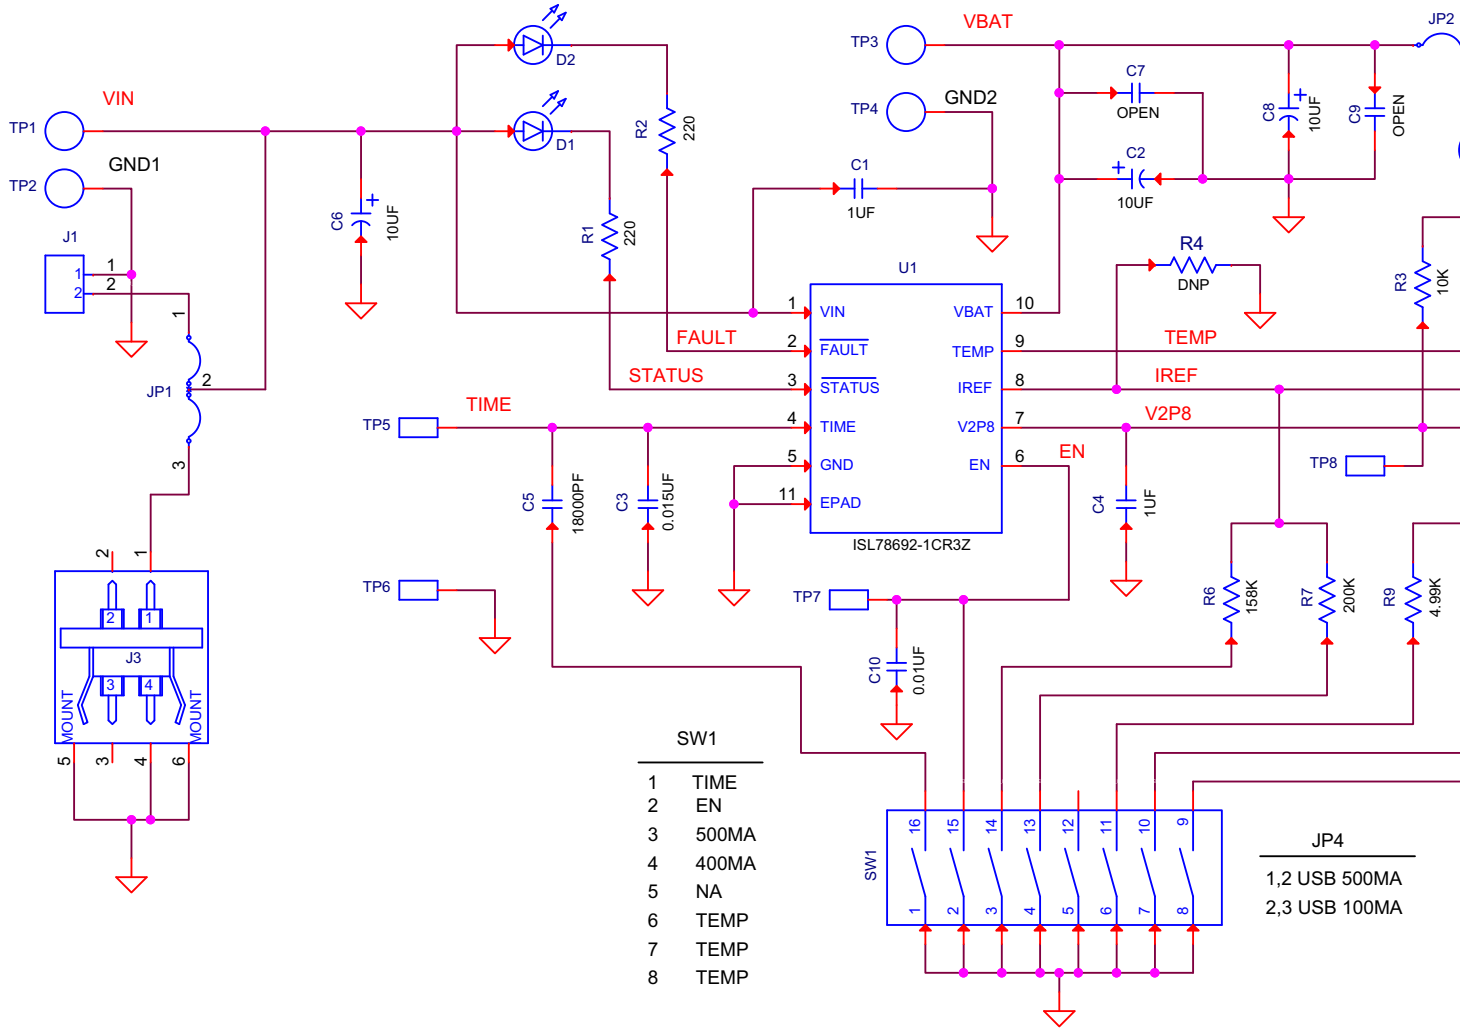 VIN
TP1
TP2
GND1
J1
1
2
1
2
1
JP1
2
3
2
1
2
1
J3
3
4
MOUNT
MOUNT
5
3
4
6
C6
10UF
D2
D1
R2
220
R1
220
VBAT
TP3
TP4
GND2
C1
1UF
C7
OPEN
C2
10UF
C8
10UF
C9
OPEN
JP2
R4
DNP
R3
10K
U1
1 VIN
2 FAULT
3 STATUS
4 TIME
5 GND
11 EPAD
VBAT 10
TEMP 9
IREF 8
V2P8 7
EN 6
ISL78692-1CR3Z
FAULT
STATUS
TIME
TEMP
IREF
V2P8
EN
TP5
TP6
TP7
TP8
C5
18000PF
C3
0.015UF
C4
1UF
C10
0.01UF
R6
158K
R7
200K
R9
4.99K
SW1
1 TIME
2 EN
3 500MA
4 400MA
5 NA
6 TEMP
7 TEMP
8 TEMP
SW1
16 15 14 13 12 11 10 9
1 2 3 4 5 6 7 8
JP4
1,2 USB 500MA
2,3 USB 100MA